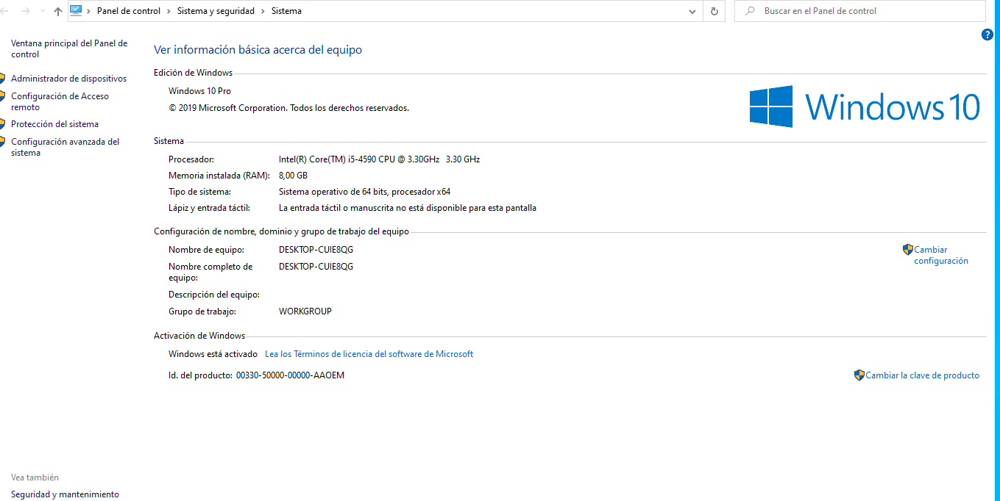 Panel de control › Sistema y seguridad › Sistema
Buscar en el Panel de control
Ventana principal del Panel de
control
Administrador de dispositivos
Configuración de Acceso
remoto
Protección del sistema
Configuración avanzada del
sistema
Ver información básica acerca del equipo
Edición de Windows
Windows 10 Pro
© 2019 Microsoft Corporation. Todos los derechos reservados.
Windows 10
Sistema
Procesador: Intel(R) Core(TM) i5-4590 CPU @ 3.30GHz 3.30 GHz
Memoria instalada (RAM): 8,00 GB
Tipo de sistema: Sistema operativo de 64 bits, procesador x64
Lápiz y entrada táctil: La entrada táctil o manuscrita no está disponible para esta pantalla
Configuración de nombre, dominio y grupo de trabajo del equipo
Nombre de equipo: DESKTOP-CUIE8QG
Cambiar
configuración
Nombre completo de
equipo: DESKTOP-CUIE8QG
Descripción del equipo:
Grupo de trabajo: WORKGROUP
Activación de Windows
Windows está activado Lea los Términos de licencia del software de Microsoft
Id. del producto: 00330-50000-00000-AAOEM
Cambiar la clave de producto
Vea también
Seguridad y mantenimiento